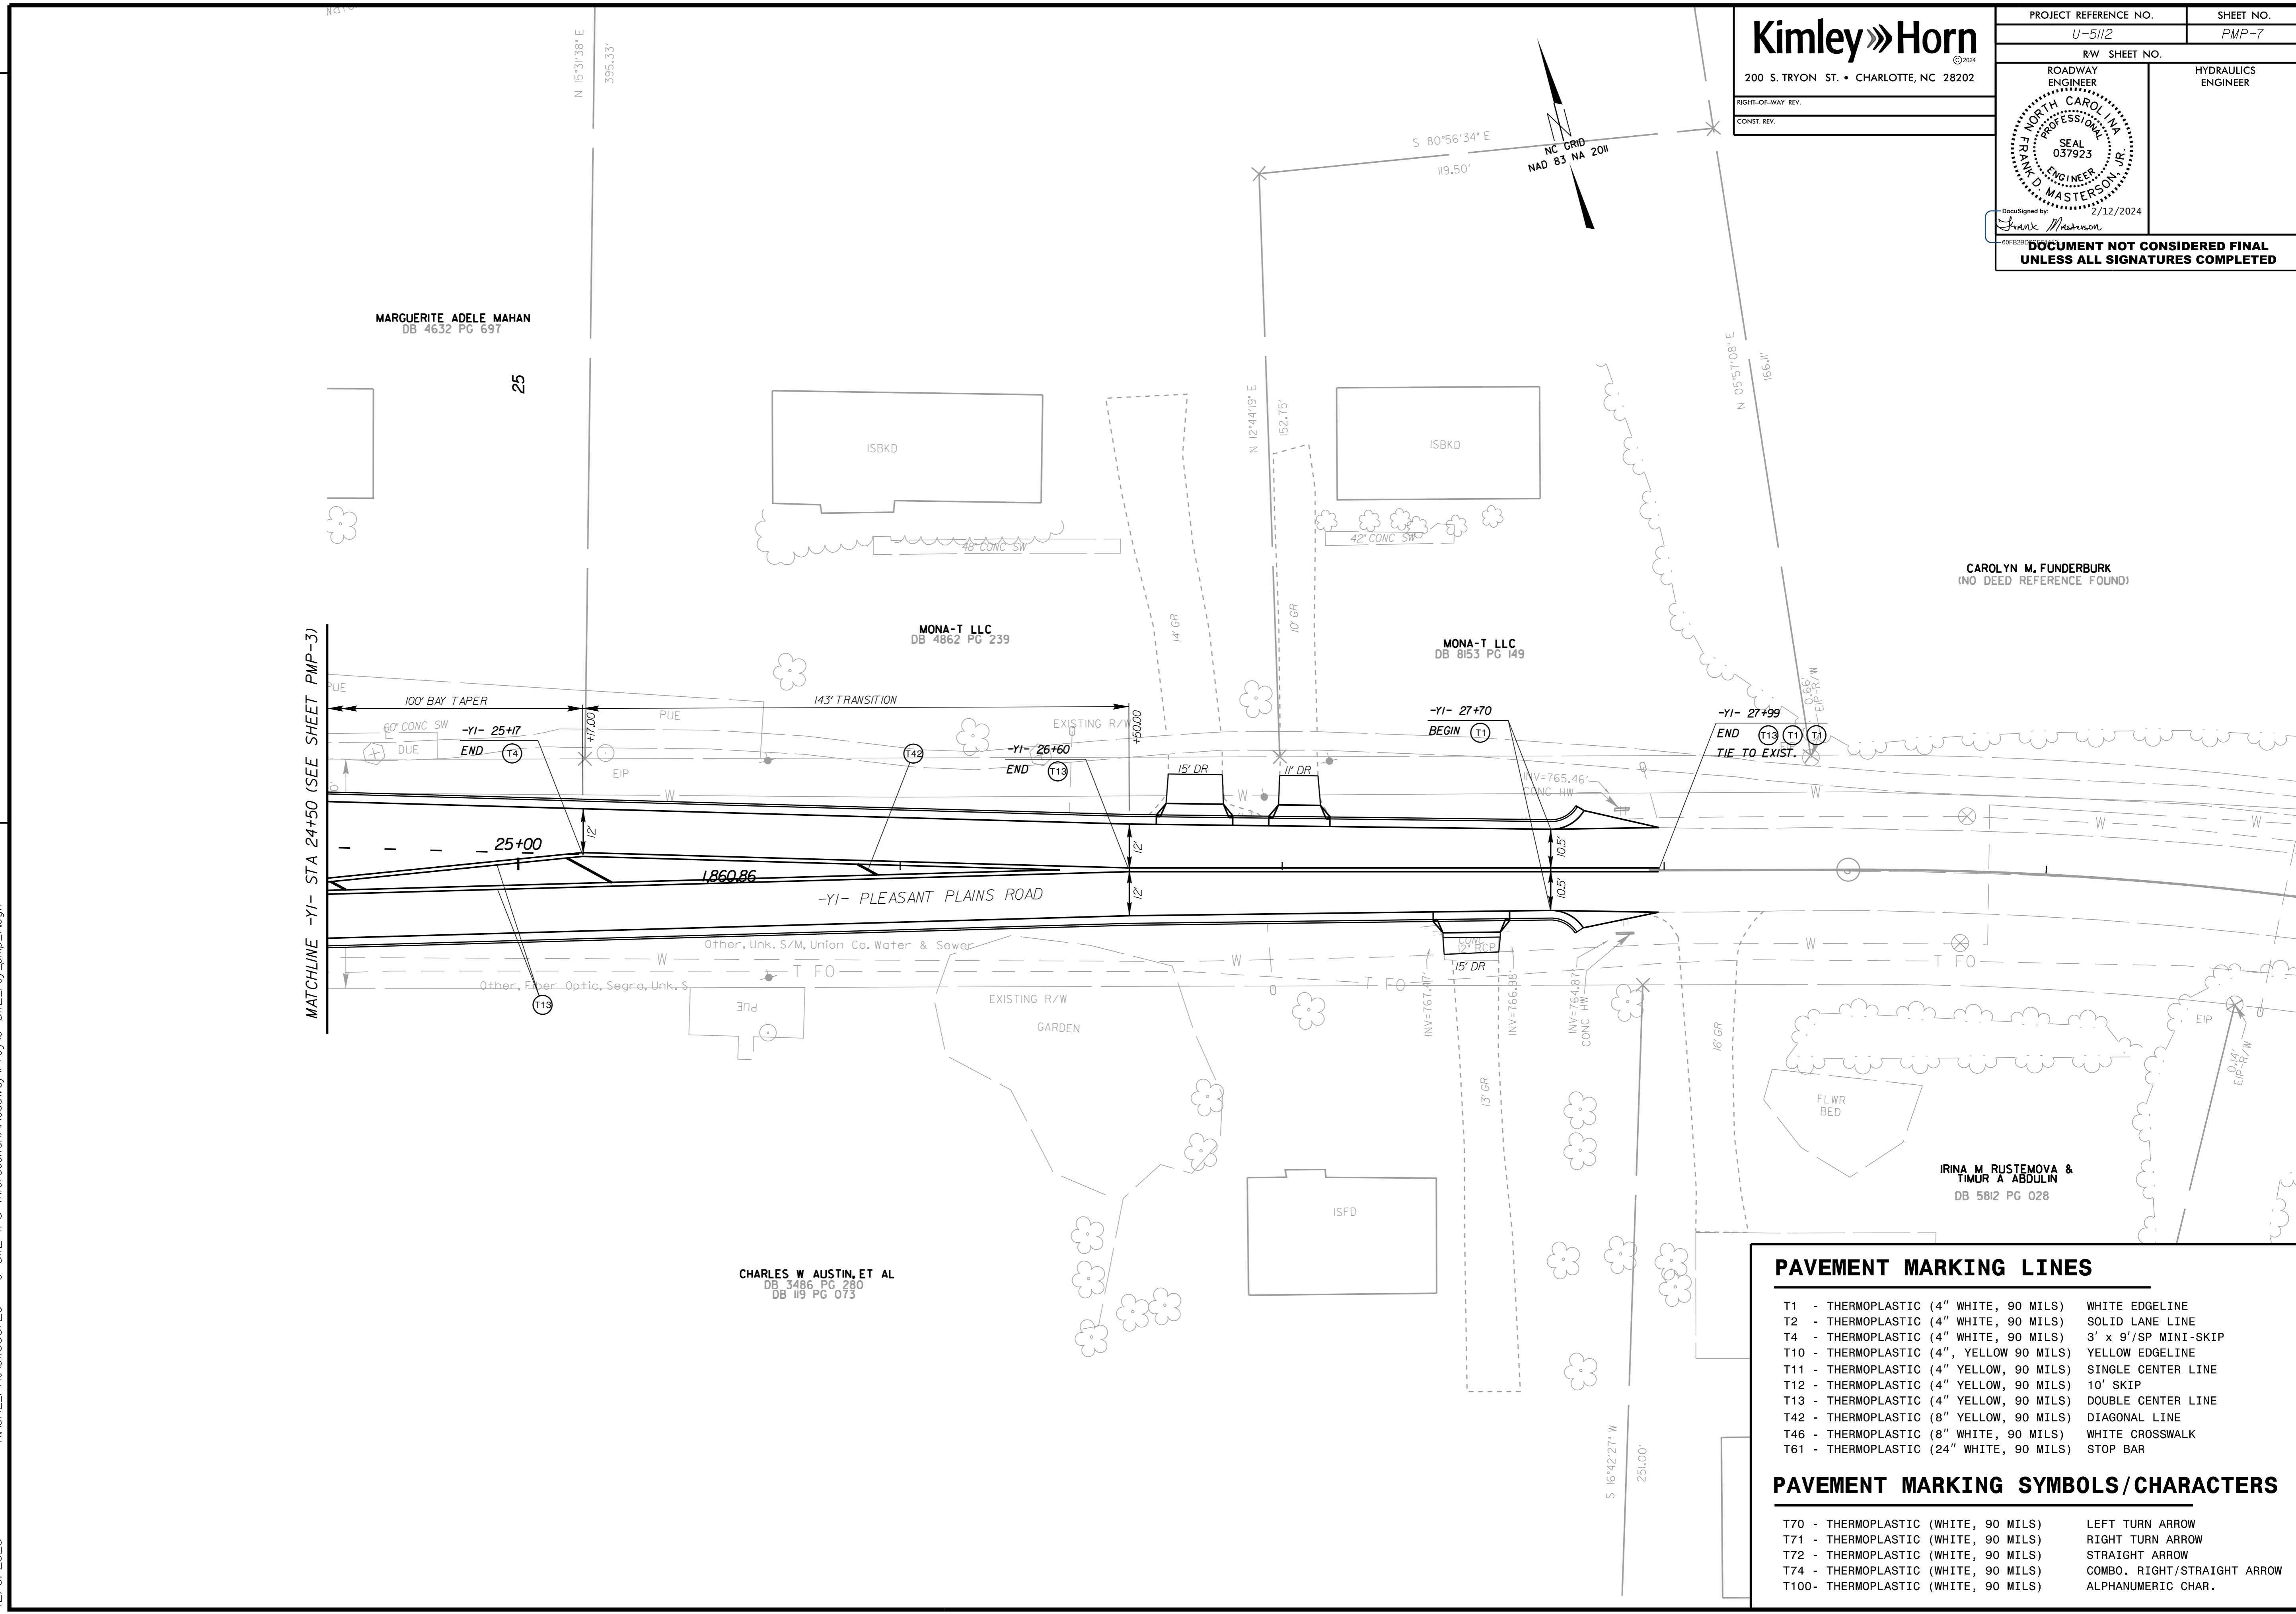 Kimley»Horn
©2024
200 S. TRYON ST. • CHARLOTTE, NC 28202
RIGHT-OF-WAY REV.
CONST. REV.
PROJECT REFERENCE NO.
SHEET NO.
U-5112
PMP-7
R/W SHEET NO.
ROADWAY
ENGINEER
HYDRAULICS
ENGINEER
NORTH CAROLINA
PROFESSIONAL
SEAL
037923
ENGINEER
FRANK D. MASTERSON, JR.
DocuSigned by:
2/12/2024
Frank Masterson
DOCUMENT NOT CONSIDERED FINAL
UNLESS ALL SIGNATURES COMPLETED
N 15°31'38" E
395.33'
S 80°56'34" E
119.50'
NC GRID
NAD 83 NA 2011
MARGUERITE ADELE MAHAN
DB 4632 PG 697
25
N 12°44'19" E
152.75'
N 05°57'08" E
166.11'
ISBKD
ISBKD
48" CONC SW
42" CONC SW
CAROLYN M. FUNDERBURK
(NO DEED REFERENCE FOUND)
14' GR
10' GR
MONA-T LLC
DB 4862 PG 239
MONA-T LLC
DB 8153 PG 149
MATCHLINE -Y1- STA 24+50 (SEE SHEET PMP-3)
PUE
100' BAY TAPER
143' TRANSITION
+17.00
+50.00
PUE
EXISTING R/W
60" CONC SW
DUE
-Y1- 25+17
END T4
EIP
T42
-Y1- 26+60
END T13
-Y1- 27+70
BEGIN T1
-Y1- 27+99
END T13 T1 T1
TIE TO EXIST.
0.66'
EIP-R/W
15' DR
11' DR
INV=765.46'
CONC HW
W
W
W
W
W
12'
12'
12'
10.5'
10.5'
25+00
1,860.86
-Y1- PLEASANT PLAINS ROAD
Other, Unk. S/M, Union Co. Water & Sewer
W
W
W
T FO
T FO
T FO
Other, Fiber Optic, Segra, Unk. S
T13
PUE
EXISTING R/W
GARDEN
CONC
12" RCP
15' DR
INV=767.47'
INV=766.98'
INV=764.87'
CONC HW
13' GR
16' GR
EIP
0.14'
EIP-R/W
FLWR
BED
IRINA M RUSTEMOVA &
TIMUR A ABDULIN
DB 5812 PG 028
ISFD
CHARLES W AUSTIN, ET AL
DB 3486 PG 280
DB 119 PG 073
S 16°42'27" W
251.00'
PAVEMENT MARKING LINES
T1 - THERMOPLASTIC (4" WHITE, 90 MILS) WHITE EDGELINE
T2 - THERMOPLASTIC (4" WHITE, 90 MILS) SOLID LANE LINE
T4 - THERMOPLASTIC (4" WHITE, 90 MILS) 3' x 9'/SP MINI-SKIP
T10 - THERMOPLASTIC (4", YELLOW 90 MILS) YELLOW EDGELINE
T11 - THERMOPLASTIC (4" YELLOW, 90 MILS) SINGLE CENTER LINE
T12 - THERMOPLASTIC (4" YELLOW, 90 MILS) 10' SKIP
T13 - THERMOPLASTIC (4" YELLOW, 90 MILS) DOUBLE CENTER LINE
T42 - THERMOPLASTIC (8" YELLOW, 90 MILS) DIAGONAL LINE
T46 - THERMOPLASTIC (8" WHITE, 90 MILS) WHITE CROSSWALK
T61 - THERMOPLASTIC (24" WHITE, 90 MILS) STOP BAR
PAVEMENT MARKING SYMBOLS/CHARACTERS
T70 - THERMOPLASTIC (WHITE, 90 MILS) LEFT TURN ARROW
T71 - THERMOPLASTIC (WHITE, 90 MILS) RIGHT TURN ARROW
T72 - THERMOPLASTIC (WHITE, 90 MILS) STRAIGHT ARROW
T74 - THERMOPLASTIC (WHITE, 90 MILS) COMBO. RIGHT/STRAIGHT ARROW
T100- THERMOPLASTIC (WHITE, 90 MILS) ALPHANUMERIC CHAR.